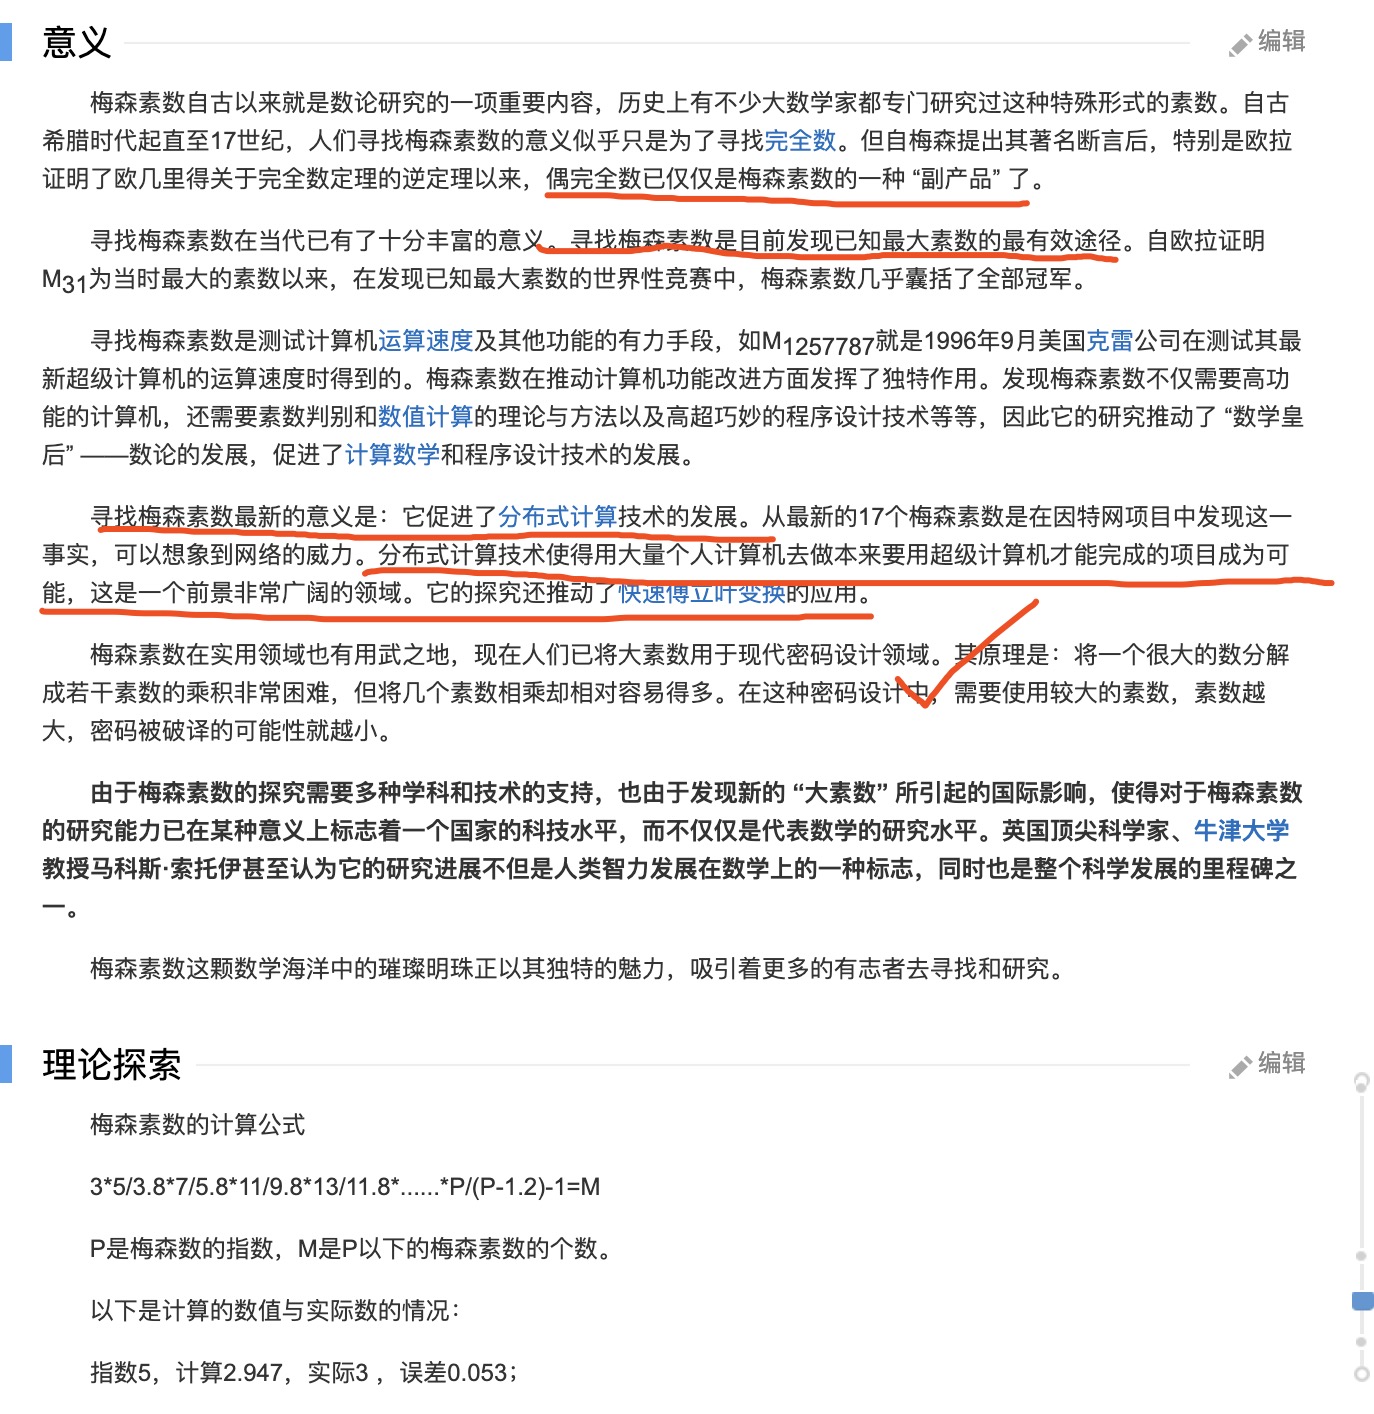 意义
编辑
梅森素数自古以来就是数论研究的一项重要内容，历史上有不少大数学家都专门研究过这种特殊形式的素数。自古
希腊时代起直至17世纪，人们寻找梅森素数的意义似乎只是为了寻找完全数。但自梅森提出其著名断言后，特别是欧拉
证明了欧几里得关于完全数定理的逆定理以来，偶完全数已仅仅是梅森素数的一种 “副产品” 了。
寻找梅森素数在当代已有了十分丰富的意义。寻找梅森素数是目前发现已知最大素数的最有效途径。自欧拉证明
M31为当时最大的素数以来，在发现已知最大素数的世界性竞赛中，梅森素数几乎囊括了全部冠军。
寻找梅森素数是测试计算机运算速度及其他功能的有力手段，如M1257787就是1996年9月美国克雷公司在测试其最
新超级计算机的运算速度时得到的。梅森素数在推动计算机功能改进方面发挥了独特作用。发现梅森素数不仅需要高功
能的计算机，还需要素数判别和数值计算的理论与方法以及高超巧妙的程序设计技术等等，因此它的研究推动了 “数学皇
后” ——数论的发展，促进了计算数学和程序设计技术的发展。
寻找梅森素数最新的意义是：它促进了分布式计算技术的发展。从最新的17个梅森素数是在因特网项目中发现这一
事实，可以想象到网络的威力。分布式计算技术使得用大量个人计算机去做本来要用超级计算机才能完成的项目成为可
能，这是一个前景非常广阔的领域。它的探究还推动了快速傅立叶变换的应用。
梅森素数在实用领域也有用武之地，现在人们已将大素数用于现代密码设计领域。其原理是：将一个很大的数分解
成若干素数的乘积非常困难，但将几个素数相乘却相对容易得多。在这种密码设计中，需要使用较大的素数，素数越
大，密码被破译的可能性就越小。
由于梅森素数的探究需要多种学科和技术的支持，也由于发现新的 “大素数” 所引起的国际影响，使得对于梅森素数
的研究能力已在某种意义上标志着一个国家的科技水平，而不仅仅是代表数学的研究水平。英国顶尖科学家、牛津大学
教授马科斯·索托伊甚至认为它的研究进展不但是人类智力发展在数学上的一种标志，同时也是整个科学发展的里程碑之
一。
梅森素数这颗数学海洋中的璀璨明珠正以其独特的魅力，吸引着更多的有志者去寻找和研究。
理论探索
编辑
梅森素数的计算公式
3*5/3.8*7/5.8*11/9.8*13/11.8*......*P/(P-1.2)-1=M
P是梅森数的指数，M是P以下的梅森素数的个数。
以下是计算的数值与实际数的情况：
指数5，计算2.947，实际3 ，误差0.053；